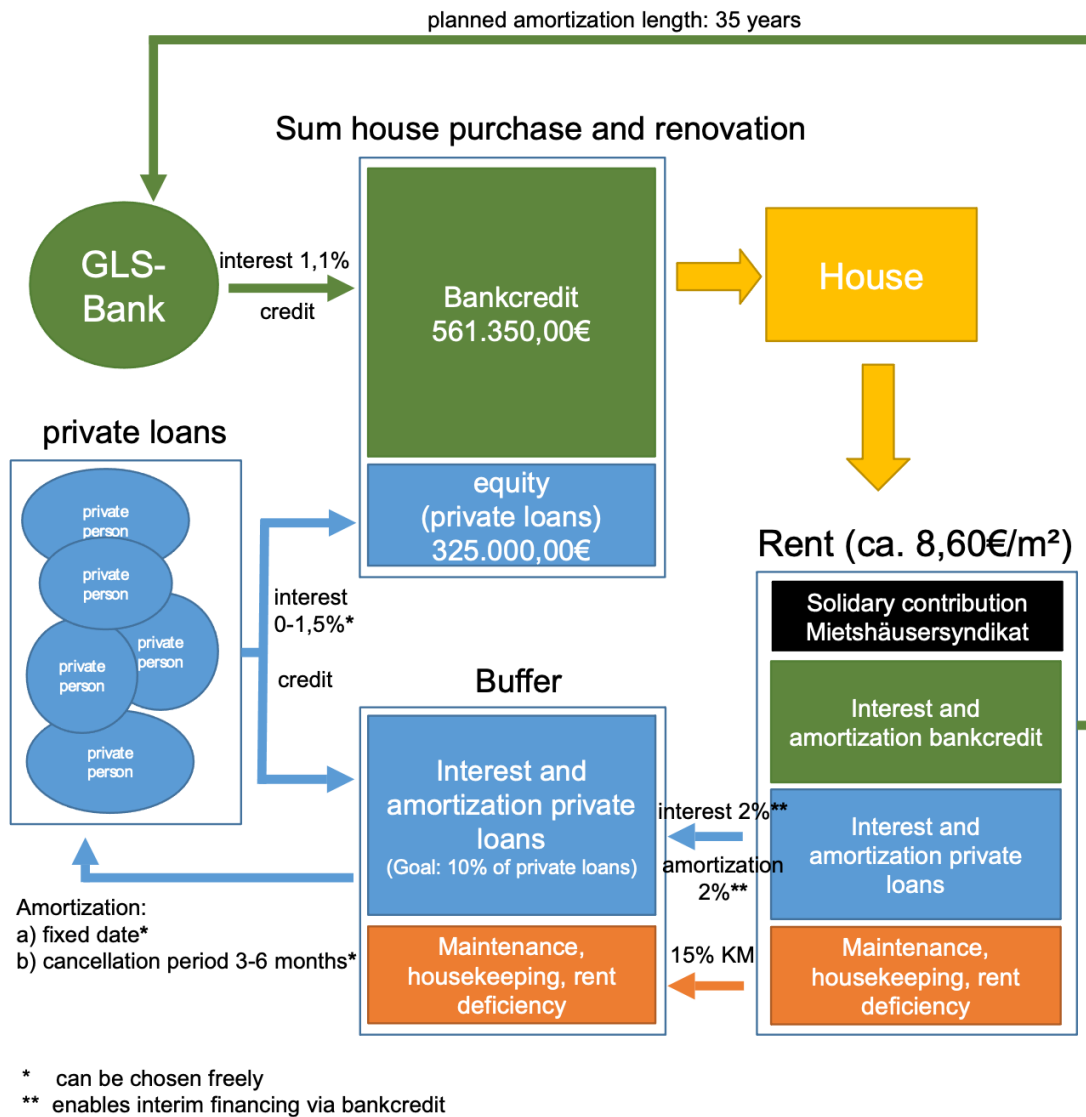 planned amortization length: 35 years
Sum house purchase and renovation
GLS-
Bank
interest 1,1%
credit
Bankcredit
561.350,00€
House
private loans
private
person
private
person
private
person
private
person
private
person
equity
(private loans)
325.000,00€
interest
0-1,5%*
credit
Rent (ca. 8,60€/m²)
Solidary contribution
Mietshäusersyndikat
Interest and
amortization bankcredit
Interest and
amortization private
loans
Maintenance,
housekeeping, rent
deficiency
Buffer
Interest and
amortization private
loans
(Goal: 10% of private loans)
Maintenance,
housekeeping, rent
deficiency
interest 2%**
amortization
2%**
15% KM
Amortization:
a) fixed date*
b) cancellation period 3-6 months*
* can be chosen freely
** enables interim financing via bankcredit